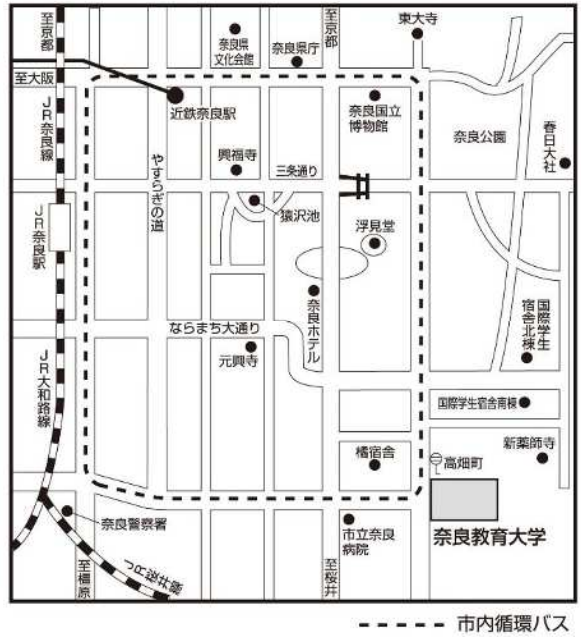 至京都
至京都
東大寺
奈良県
文化会館
奈良県庁
至大阪
近鉄奈良駅
奈良国立
博物館
奈良公園
春日大社
JR奈良線
やすらぎの道
興福寺
三条通り
猿沢池
浮見堂
JR奈良駅
奈良ホテル
ならまち大通り
元興寺
国際学生
宿舎北棟
JR大和路線
国際学生宿舎南棟
橘宿舎
高畑町
新薬師寺
奈良警察署
市立奈良
病院
奈良教育大学
至橿原
JR桜井線
至桜井
市内循環バス